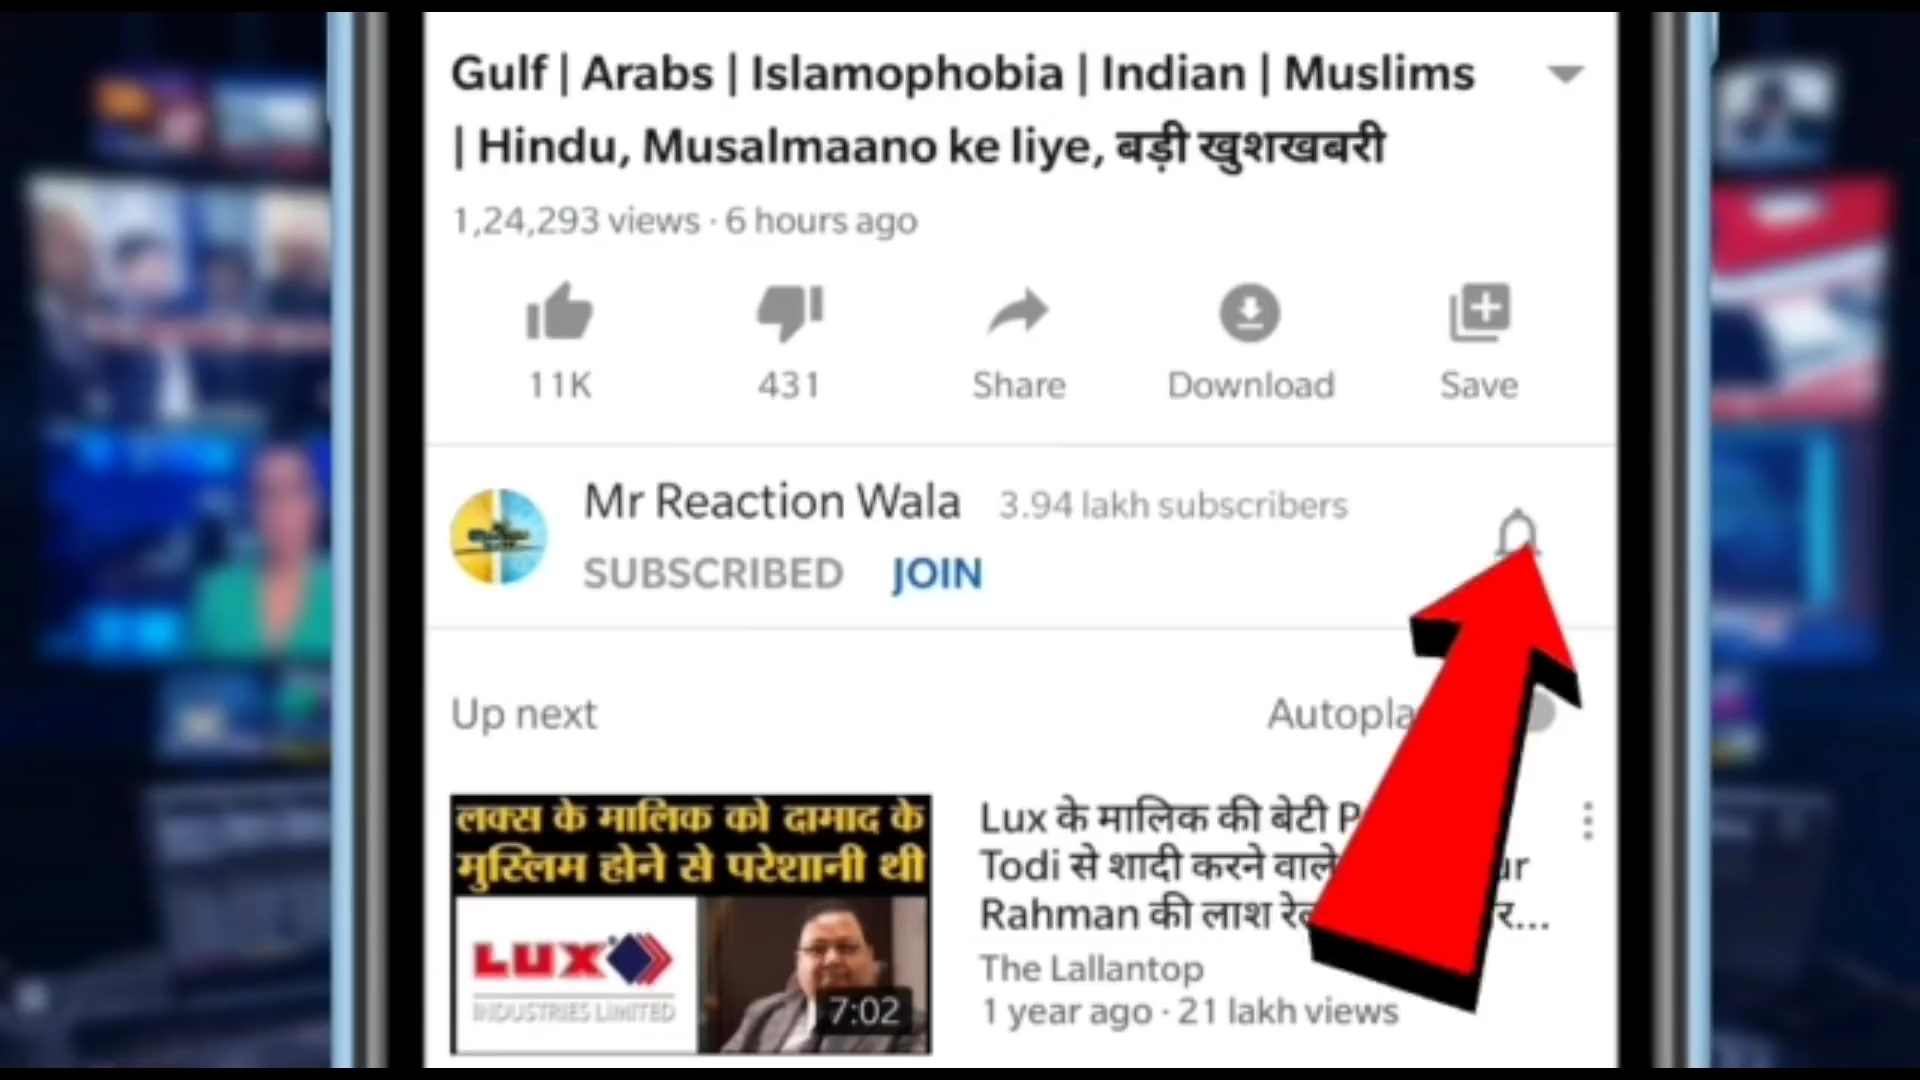 Gulf | Arabs | Islamophobia | Indian | Muslims
| Hindu, Musalmaano ke liye, बड़ी खुशखबरी
1,24,293 views · 6 hours ago
11K
431
Share
Download
Save
Mr Reaction Wala 3.94 lakh subscribers
SUBSCRIBED JOIN
Up next
Autopla
लक्स के मालिक को दामाद के
मुस्लिम होने से परेशानी थी
LUX
INDUSTRIES LIMITED
7:02
Lux के मालिक की बेटी P
Todi से शादी करने वाले ur
Rahman की लाश रे र...
The Lallantop
1 year ago · 21 lakh views